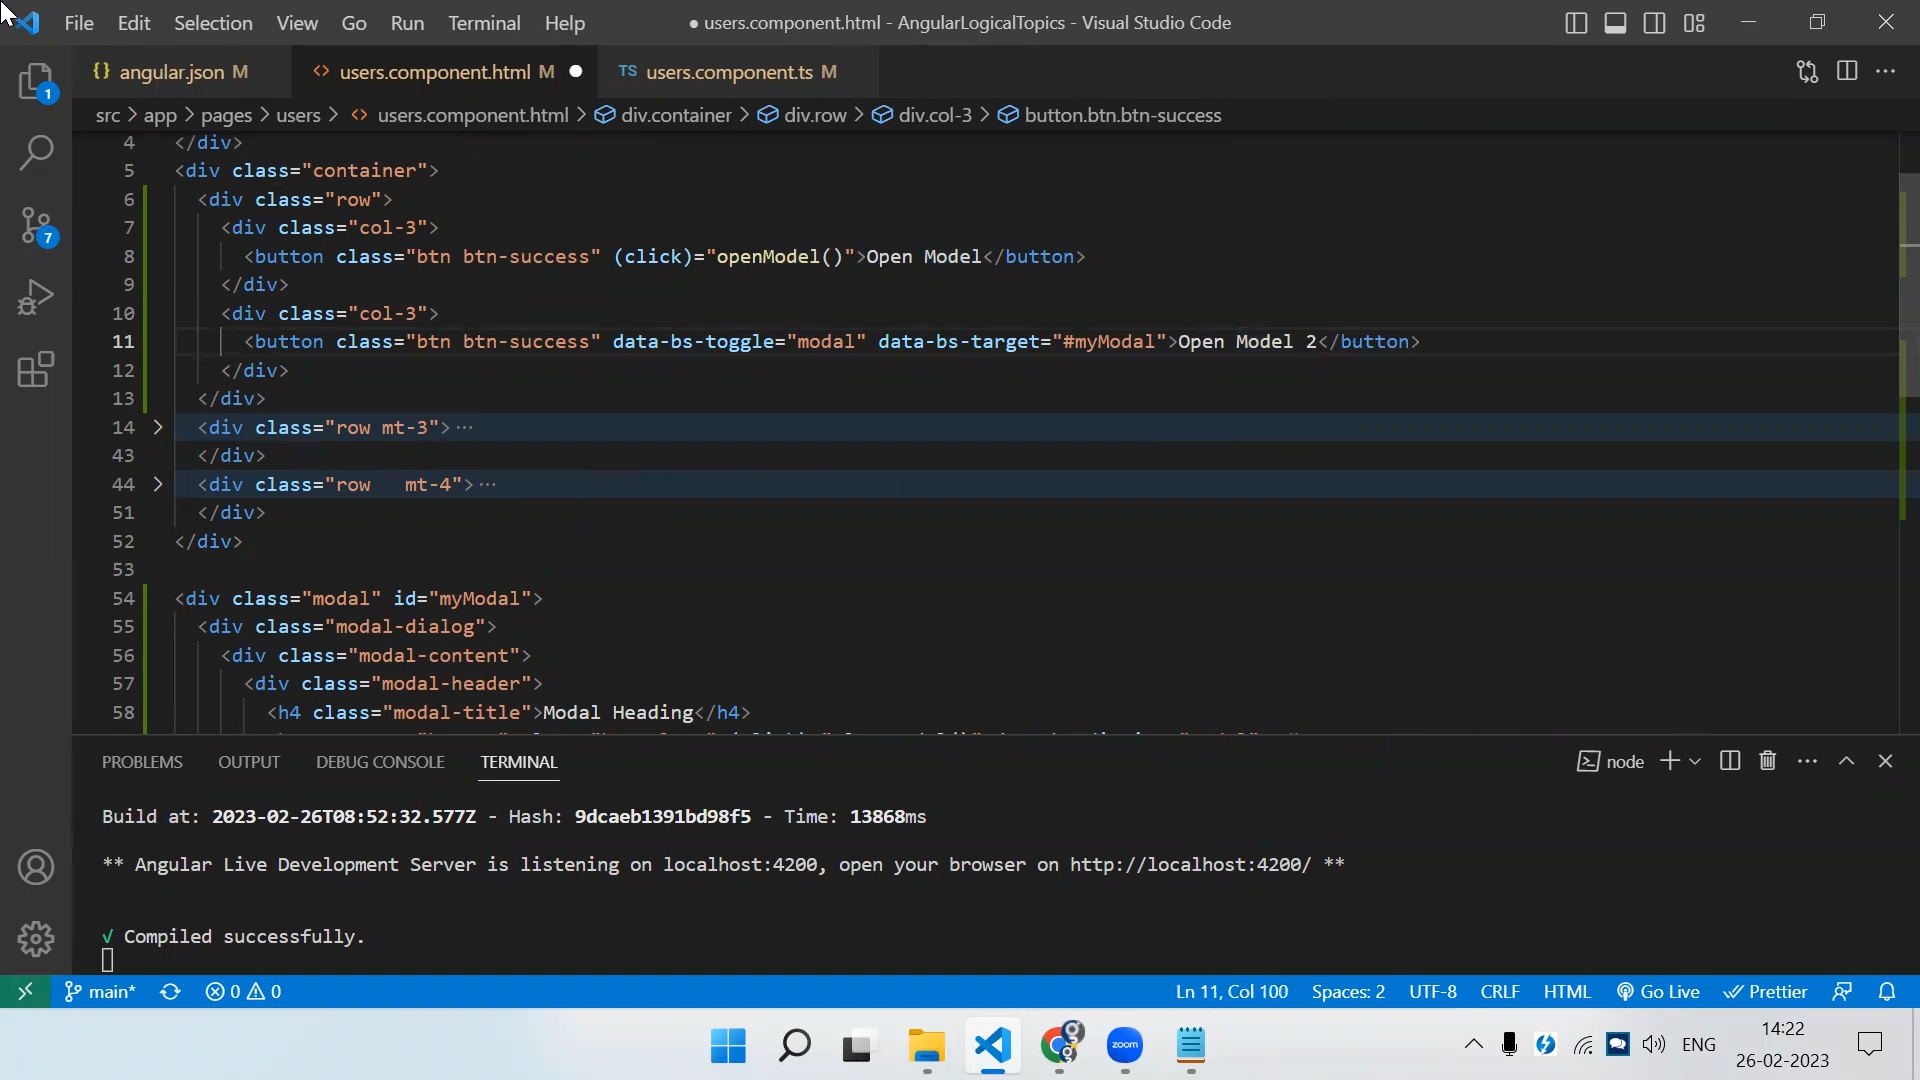 File Edit Selection View Go Run Terminal Help ● users.component.html - AngularLogicalTopics - Visual Studio Code
{} angular.json M <> users.component.html M ● TS users.component.ts M
src > app > pages > users > <> users.component.html > div.container > div.row > div.col-3 > button.btn.btn-success
4 </div>
5 <div class="container">
6 <div class="row">
7 <div class="col-3">
8 <button class="btn btn-success" (click)="openModel()">Open Model</button>
9 </div>
10 <div class="col-3">
11 <button class="btn btn-success" data-bs-toggle="modal" data-bs-target="#myModal">Open Model 2</button>
12 </div>
13 </div>
14 <div class="row mt-3">···
43 </div>
44 <div class="row   mt-4">···
51 </div>
52 </div>
53
54 <div class="modal" id="myModal">
55 <div class="modal-dialog">
56 <div class="modal-content">
57 <div class="modal-header">
58 <h4 class="modal-title">Modal Heading</h4>
1
7
PROBLEMS OUTPUT DEBUG CONSOLE TERMINAL node
Build at: 2023-02-26T08:52:32.577Z - Hash: 9dcaeb1391bd98f5 - Time: 13868ms
** Angular Live Development Server is listening on localhost:4200, open your browser on http://localhost:4200/ **
√ Compiled successfully.
main* 0 0 Ln 11, Col 100 Spaces: 2 UTF-8 CRLF HTML Go Live Prettier
zoom ENG 14:22
26-02-2023